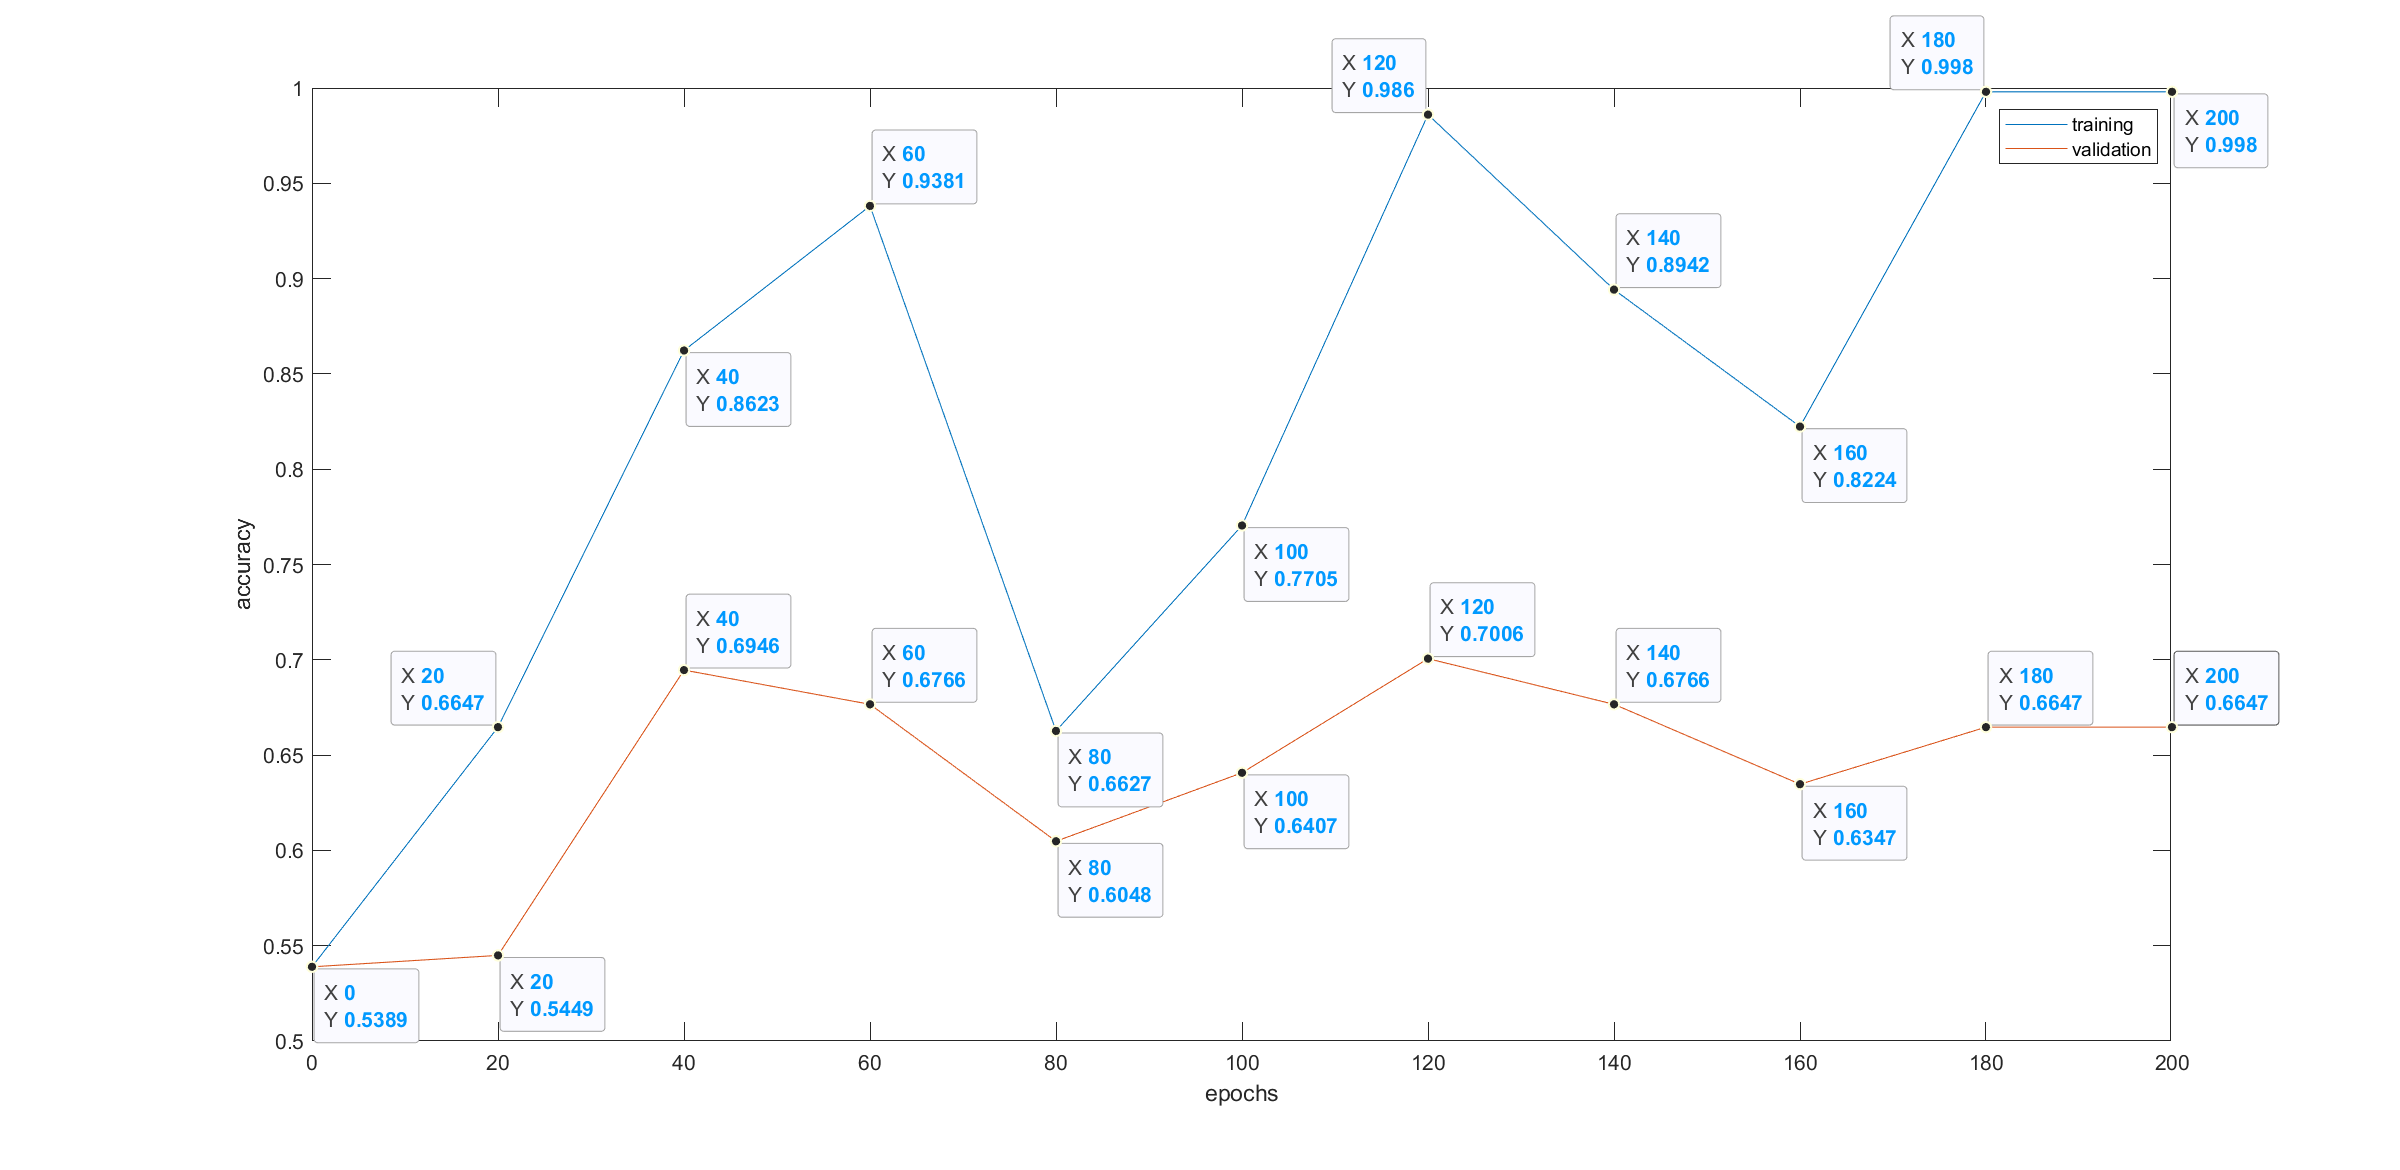 X 180
Y 0.998
X 120
Y 0.986
1
X 200
Y 0.998
training
validation
X 60
Y 0.9381
0.95
X 140
Y 0.8942
0.9
X 40
Y 0.8623
0.85
X 160
Y 0.8224
0.8
X 100
Y 0.7705
0.75
accuracy
X 40
Y 0.6946
X 120
Y 0.7006
X 60
Y 0.6766
X 140
Y 0.6766
0.7
X 20
Y 0.6647
X 180
Y 0.6647
X 200
Y 0.6647
0.65
X 80
Y 0.6627
X 100
Y 0.6407
X 160
Y 0.6347
0.6
X 80
Y 0.6048
0.55
X 0
Y 0.5389
X 20
Y 0.5449
0.5
0 20 40 60 80 100 120 140 160 180 200
epochs